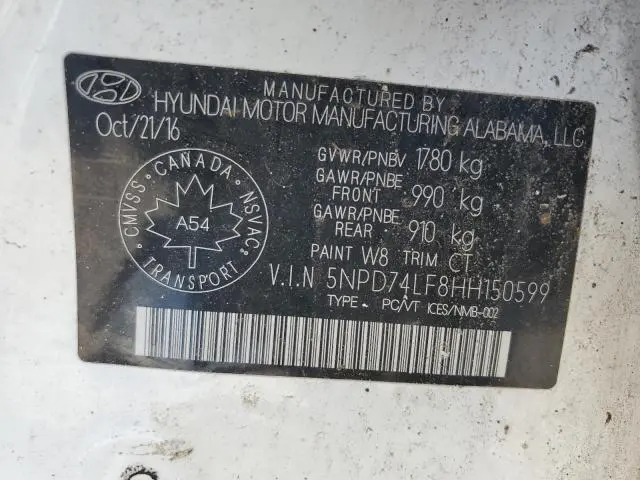 MANUFACTURED BY
HYUNDAI MOTOR MANUFACTURING ALABAMA, LLC
Oct/21/16
GVWR/PNBV 1780 kg
GAWR/PNBE FRONT 990 kg
GAWR/PNBE REAR 910 kg
PAINT W8 TRIM CT
CANADA
CMVSS NSVAC
A54
TRANSPORT
V.I.N 5NPD74LF8HH150599
TYPE PC/VT ICES/NMB-002